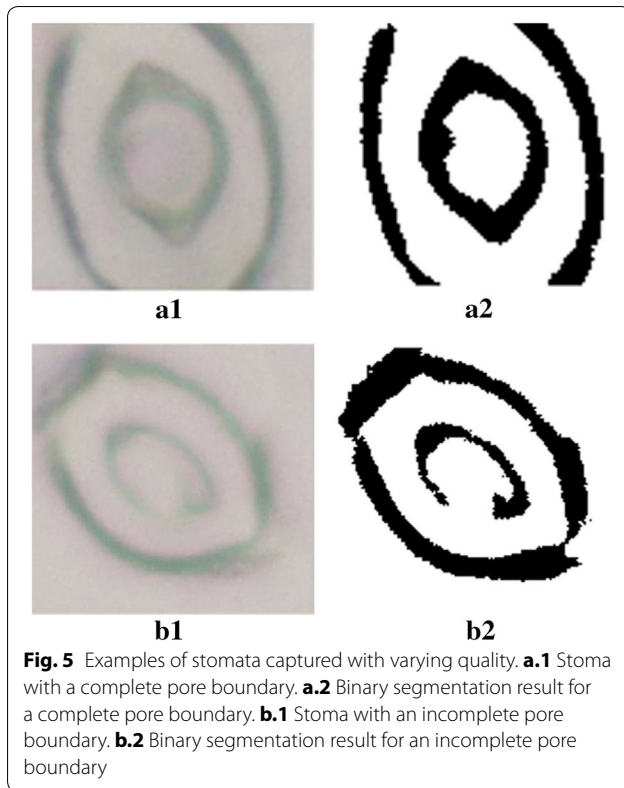 a1
a2
b1
b2
Fig. 5 Examples of stomata captured with varying quality. a.1 Stoma
with a complete pore boundary. a.2 Binary segmentation result for
a complete pore boundary. b.1 Stoma with an incomplete pore
boundary. b.2 Binary segmentation result for an incomplete pore
boundary